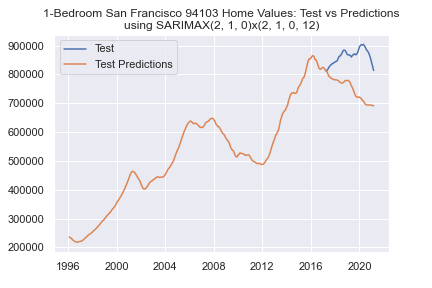 1-Bedroom San Francisco 94103 Home Values: Test vs Predictions
using SARIMAX(2, 1, 0)x(2, 1, 0, 12)
Test
Test Predictions
900000
800000
700000
600000
500000
400000
300000
200000
1996 2000 2004 2008 2012 2016 2020